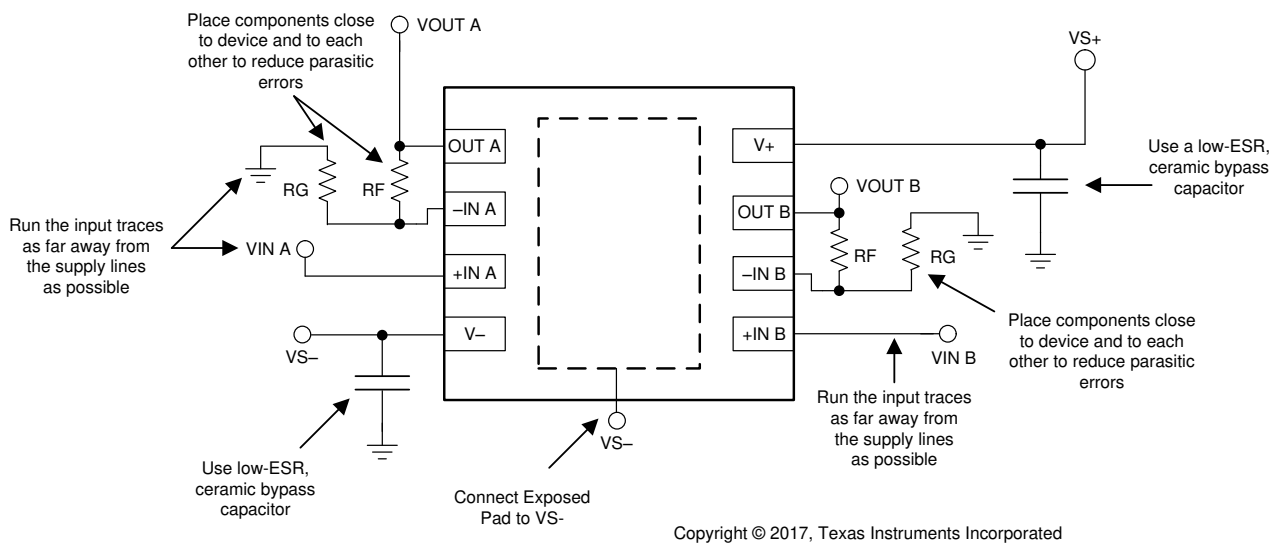 Place components close
to device and to each
other to reduce parasitic
errors
VOUT A
VS+
OUT A
RG
RF
–IN A
Run the input traces
as far away from
the supply lines
as possible
VIN A
+IN A
VS–
V–
Use low-ESR,
ceramic bypass
capacitor
V+
Use a low-ESR,
ceramic bypass
capacitor
VOUT B
OUT B
RF
RG
–IN B
+IN B
VIN B
Place components close
to device and to each
other to reduce parasitic
errors
Run the input traces
as far away from
the supply lines
as possible
VS–
Connect Exposed
Pad to VS-
Copyright © 2017, Texas Instruments Incorporated